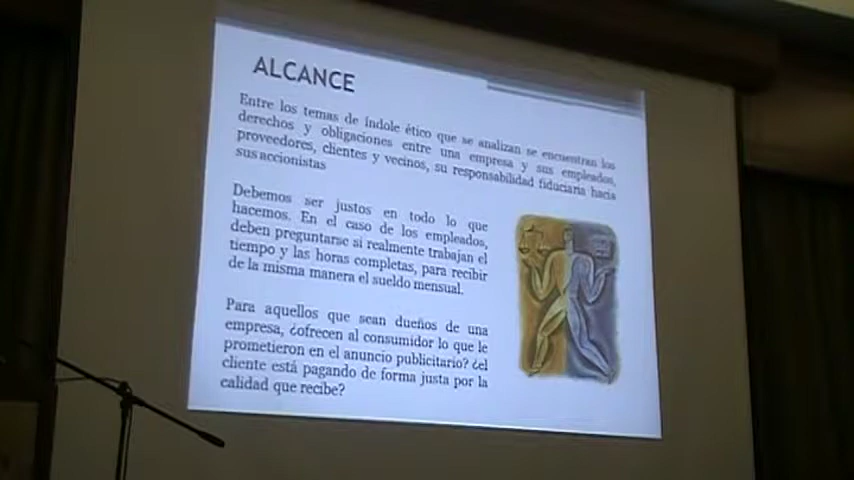 ALCANCE
Entre los temas de índole ético que se analizan se encuentran los
derechos y obligaciones entre una empresa y sus empleados,
proveedores, clientes y vecinos, su responsabilidad fiduciaria hacia
sus accionistas
Debemos ser justos en todo lo que
hacemos. En el caso de los empleados,
deben preguntarse si realmente trabajan el
tiempo y las horas completas, para recibir
de la misma manera el sueldo mensual.
Para aquellos que sean dueños de una
empresa, ¿ofrecen al consumidor lo que le
prometieron en el anuncio publicitario? ¿el
cliente está pagando de forma justa por la
calidad que recibe?